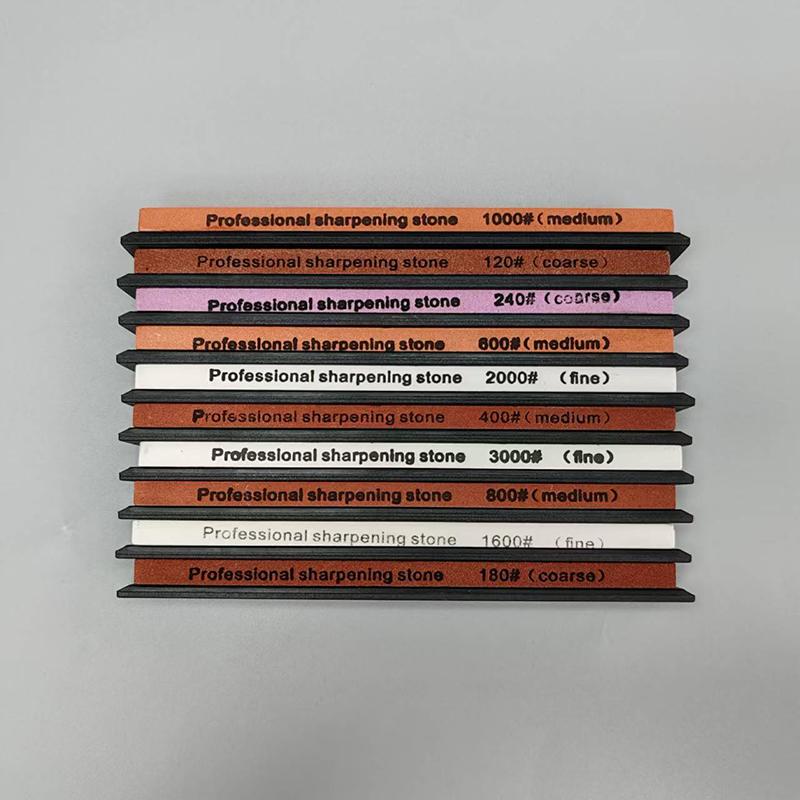 Professional sharpening stone 1000# (medium)
Professional sharpening stone 120# (coarse)
Professional sharpening stone 240# (coarse)
Professional sharpening stone 600# (medium)
Professional sharpening stone 2000# (fine)
Professional sharpening stone 400# (medium)
Professional sharpening stone 3000# (fine)
Professional sharpening stone 800# (medium)
Professional sharpening stone 1600# (fine)
Professional sharpening stone 180# (coarse)